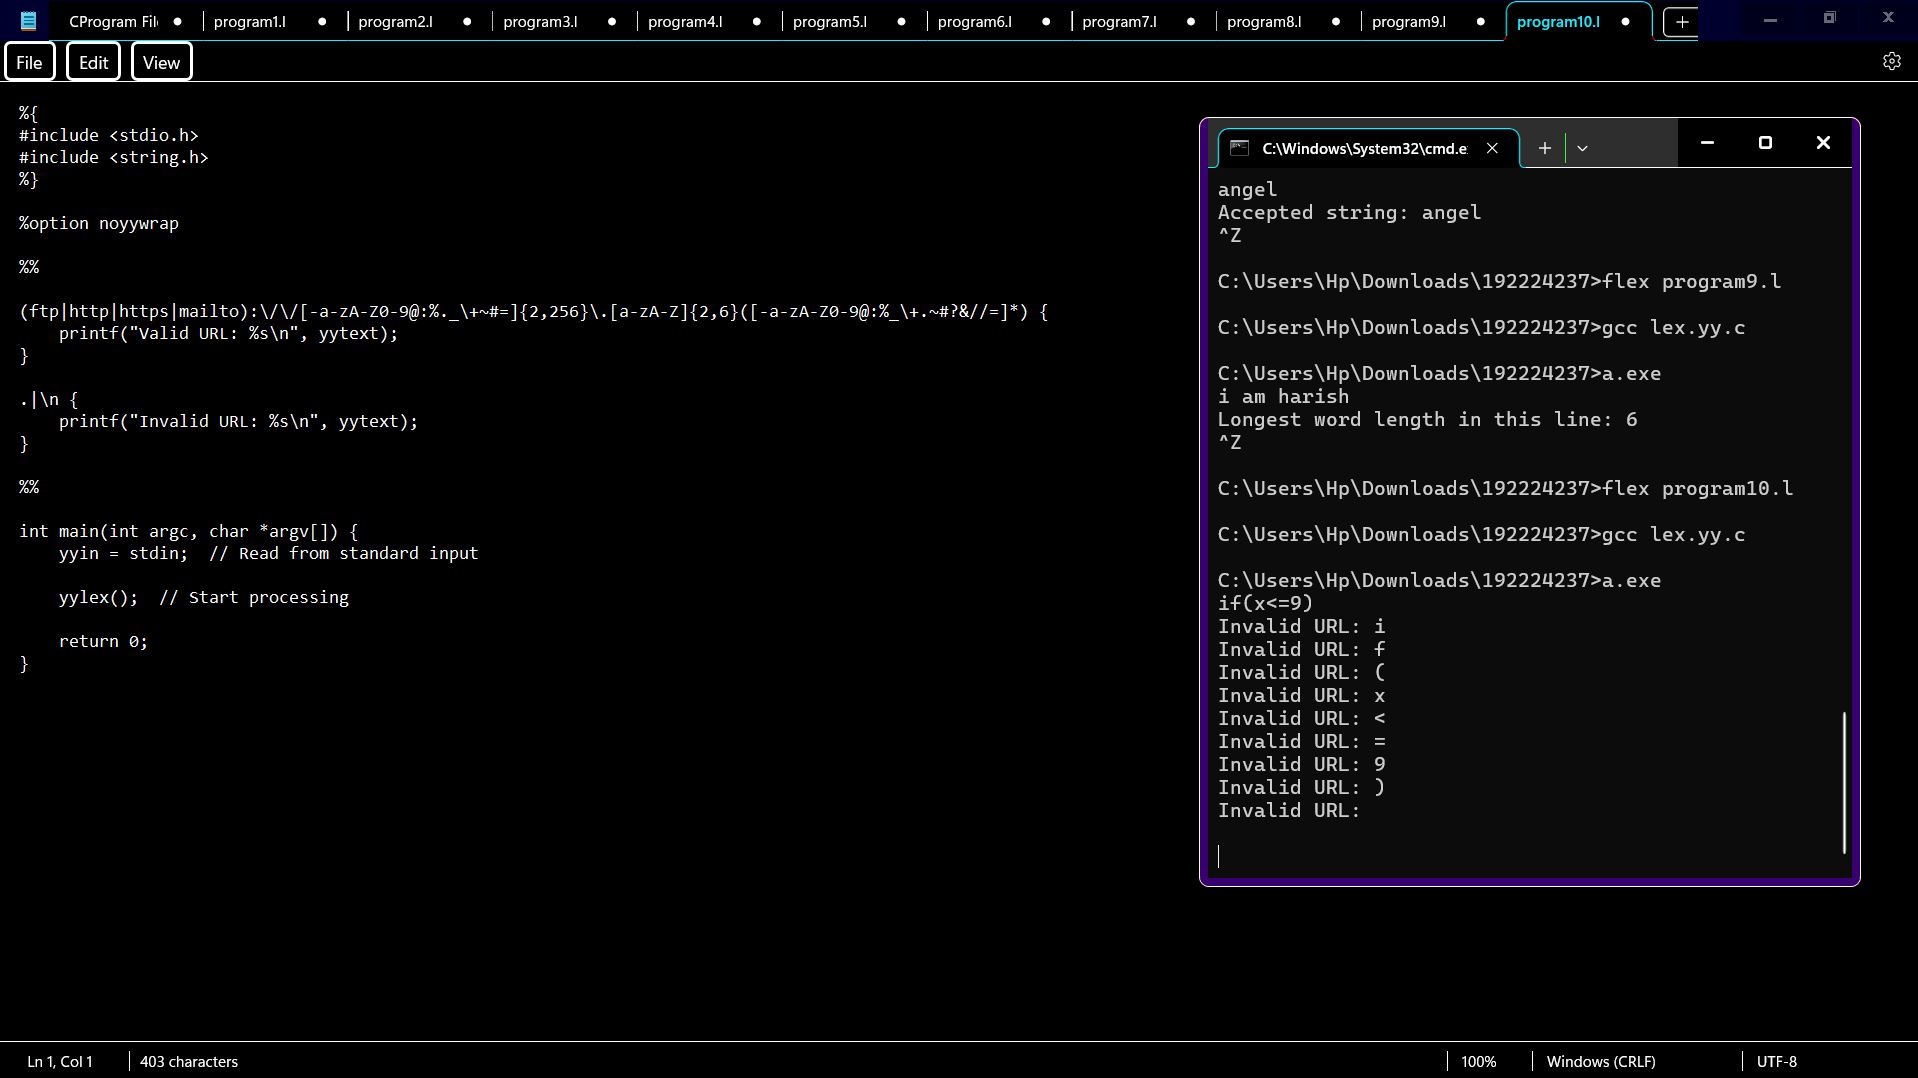 CProgram Fil program1.l program2.l program3.l program4.l program5.l program6.l program7.l program8.l program9.l program10.l
File Edit View
%{
#include <stdio.h>
#include <string.h>
%}
%option noyywrap
%%
(ftp|http|https|mailto):\/\/[-a-zA-Z0-9@:%._\+~#=]{2,256}\.[a-zA-Z]{2,6}([-a-zA-Z0-9@:%_\+.~#?&//=]*) {
    printf("Valid URL: %s\n", yytext);
}
.|\n {
    printf("Invalid URL: %s\n", yytext);
}
%%
int main(int argc, char *argv[]) {
    yyin = stdin;  // Read from standard input
    yylex();  // Start processing
    return 0;
}
C:\Windows\System32\cmd.e
angel
Accepted string: angel
^Z
C:\Users\Hp\Downloads\192224237>flex program9.l
C:\Users\Hp\Downloads\192224237>gcc lex.yy.c
C:\Users\Hp\Downloads\192224237>a.exe
i am harish
Longest word length in this line: 6
^Z
C:\Users\Hp\Downloads\192224237>flex program10.l
C:\Users\Hp\Downloads\192224237>gcc lex.yy.c
C:\Users\Hp\Downloads\192224237>a.exe
if(x<=9)
Invalid URL: i
Invalid URL: f
Invalid URL: (
Invalid URL: x
Invalid URL: <
Invalid URL: =
Invalid URL: 9
Invalid URL: )
Invalid URL:
Ln 1, Col 1 403 characters 100% Windows (CRLF) UTF-8